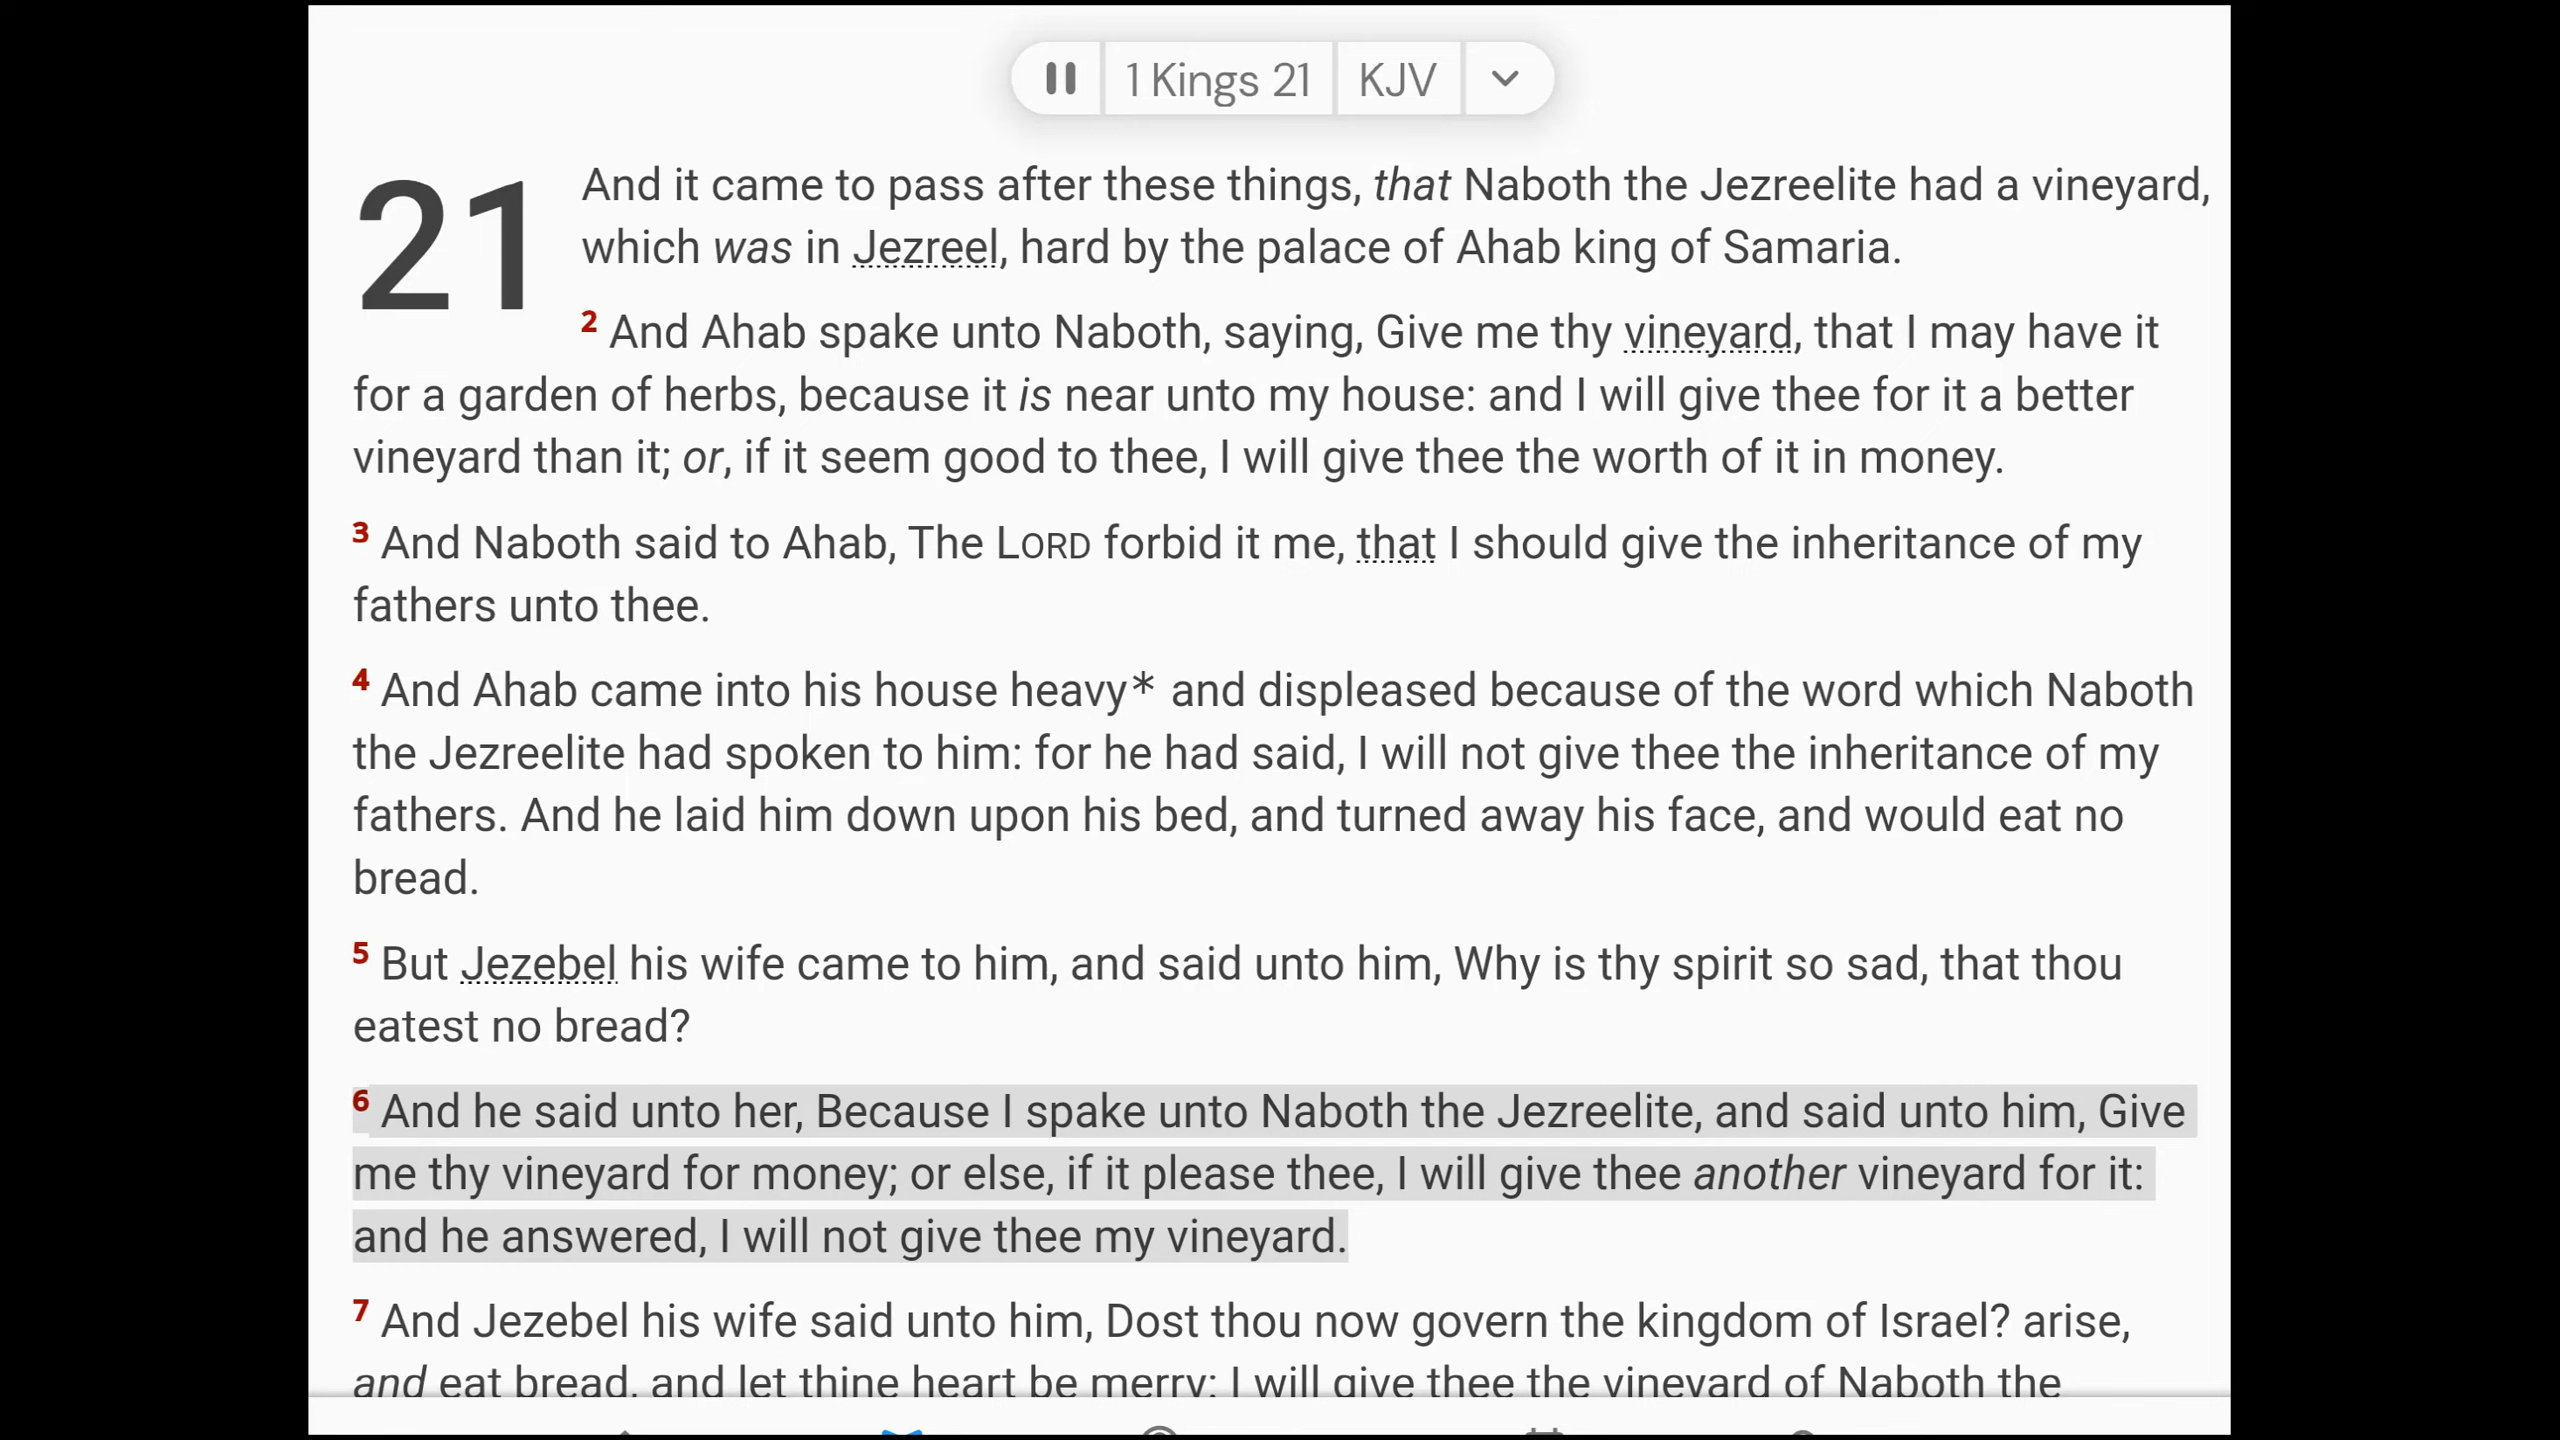 1 Kings 21 KJV
21 And it came to pass after these things, that Naboth the Jezreelite had a vineyard,
which was in Jezreel, hard by the palace of Ahab king of Samaria.
2 And Ahab spake unto Naboth, saying, Give me thy vineyard, that I may have it
for a garden of herbs, because it is near unto my house: and I will give thee for it a better
vineyard than it; or, if it seem good to thee, I will give thee the worth of it in money.
3 And Naboth said to Ahab, The LORD forbid it me, that I should give the inheritance of my
fathers unto thee.
4 And Ahab came into his house heavy* and displeased because of the word which Naboth
the Jezreelite had spoken to him: for he had said, I will not give thee the inheritance of my
fathers. And he laid him down upon his bed, and turned away his face, and would eat no
bread.
5 But Jezebel his wife came to him, and said unto him, Why is thy spirit so sad, that thou
eatest no bread?
6 And he said unto her, Because I spake unto Naboth the Jezreelite, and said unto him, Give
me thy vineyard for money; or else, if it please thee, I will give thee another vineyard for it:
and he answered, I will not give thee my vineyard.
7 And Jezebel his wife said unto him, Dost thou now govern the kingdom of Israel? arise,
and eat bread, and let thine heart be merry: I will give thee the vineyard of Naboth the